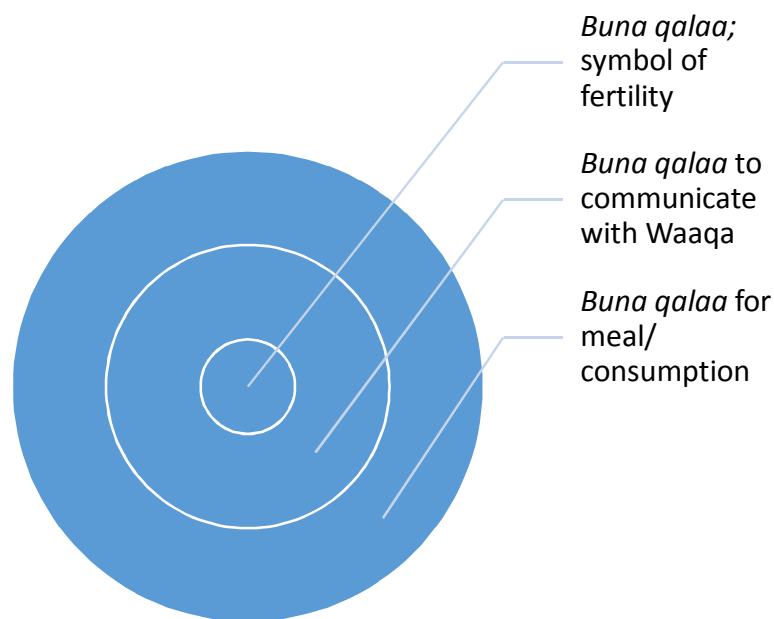 Buna qalaa;
symbol of
fertility
Buna qalaa to
communicate
with Waaqa
Buna qalaa for
meal/
consumption